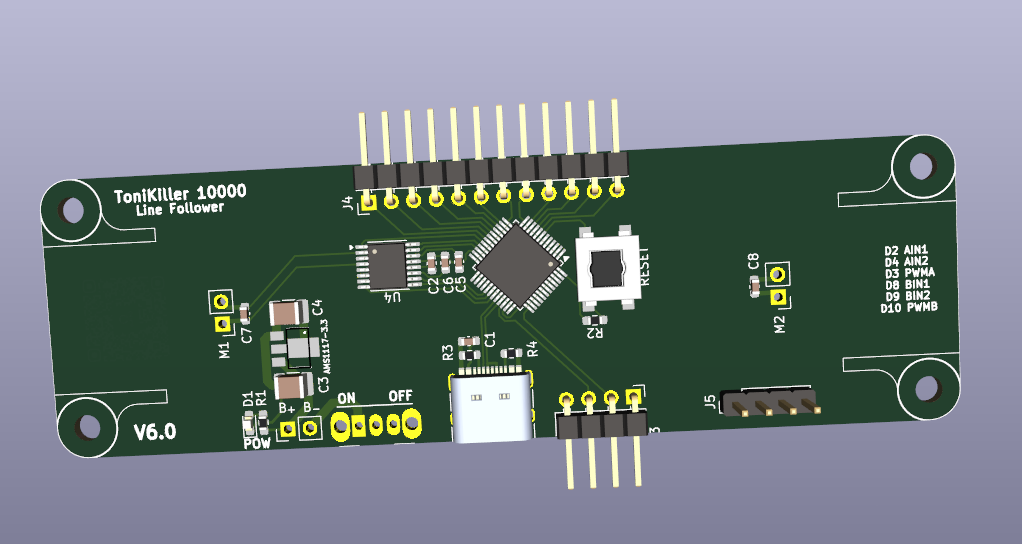 ToniKiller 10000
Line Follower
J4
U4
C2
C6
C5
RESET
R2
C8
M2
D2 AIN1
D4 AIN2
D3 PWMA
D8 BIN1
D9 BIN2
D10 PWMB
M1
C7
C4
AMS1117-3.3
C3
R3
C1
R4
D1
R1
B+
B-
ON
OFF
POW
V6.0
J5